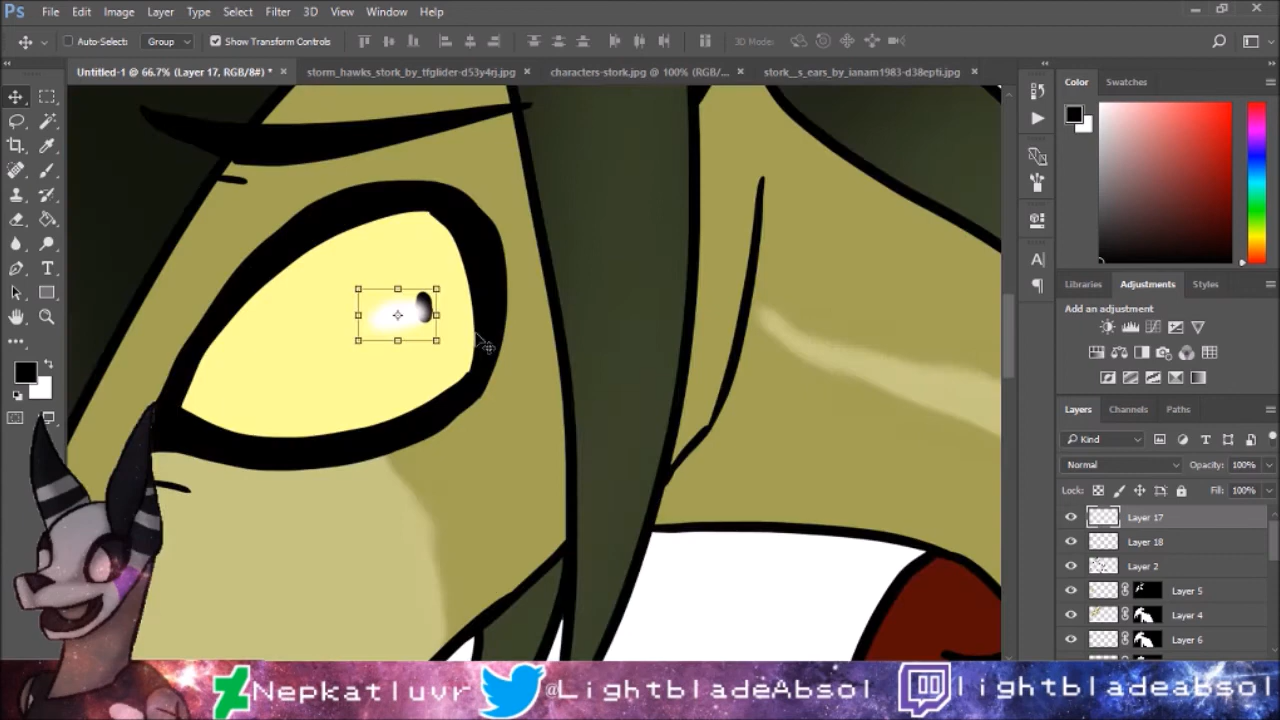 Ps File Edit Image Layer Type Select Filter 3D View Window Help
Auto-Select: Group Show Transform Controls 3D Mode:
Untitled-1 @ 66.7% (Layer 17, RGB/8#) * storm_hawks_stork_by_tfglider-d53y4rj.jpg characters-stork.jpg @ 100% (RGB/... stork__s_ears_by_ianam1983-d38epti.jpg
Color Swatches
Libraries Adjustments Styles
Add an adjustment
Layers Channels Paths
Kind
Normal Opacity: 100%
Lock: Fill: 100%
Layer 17
Layer 18
Layer 2
Layer 5
Layer 4
Layer 6
Nepkatluvr @LightbladeAbsol lightbladeabsol